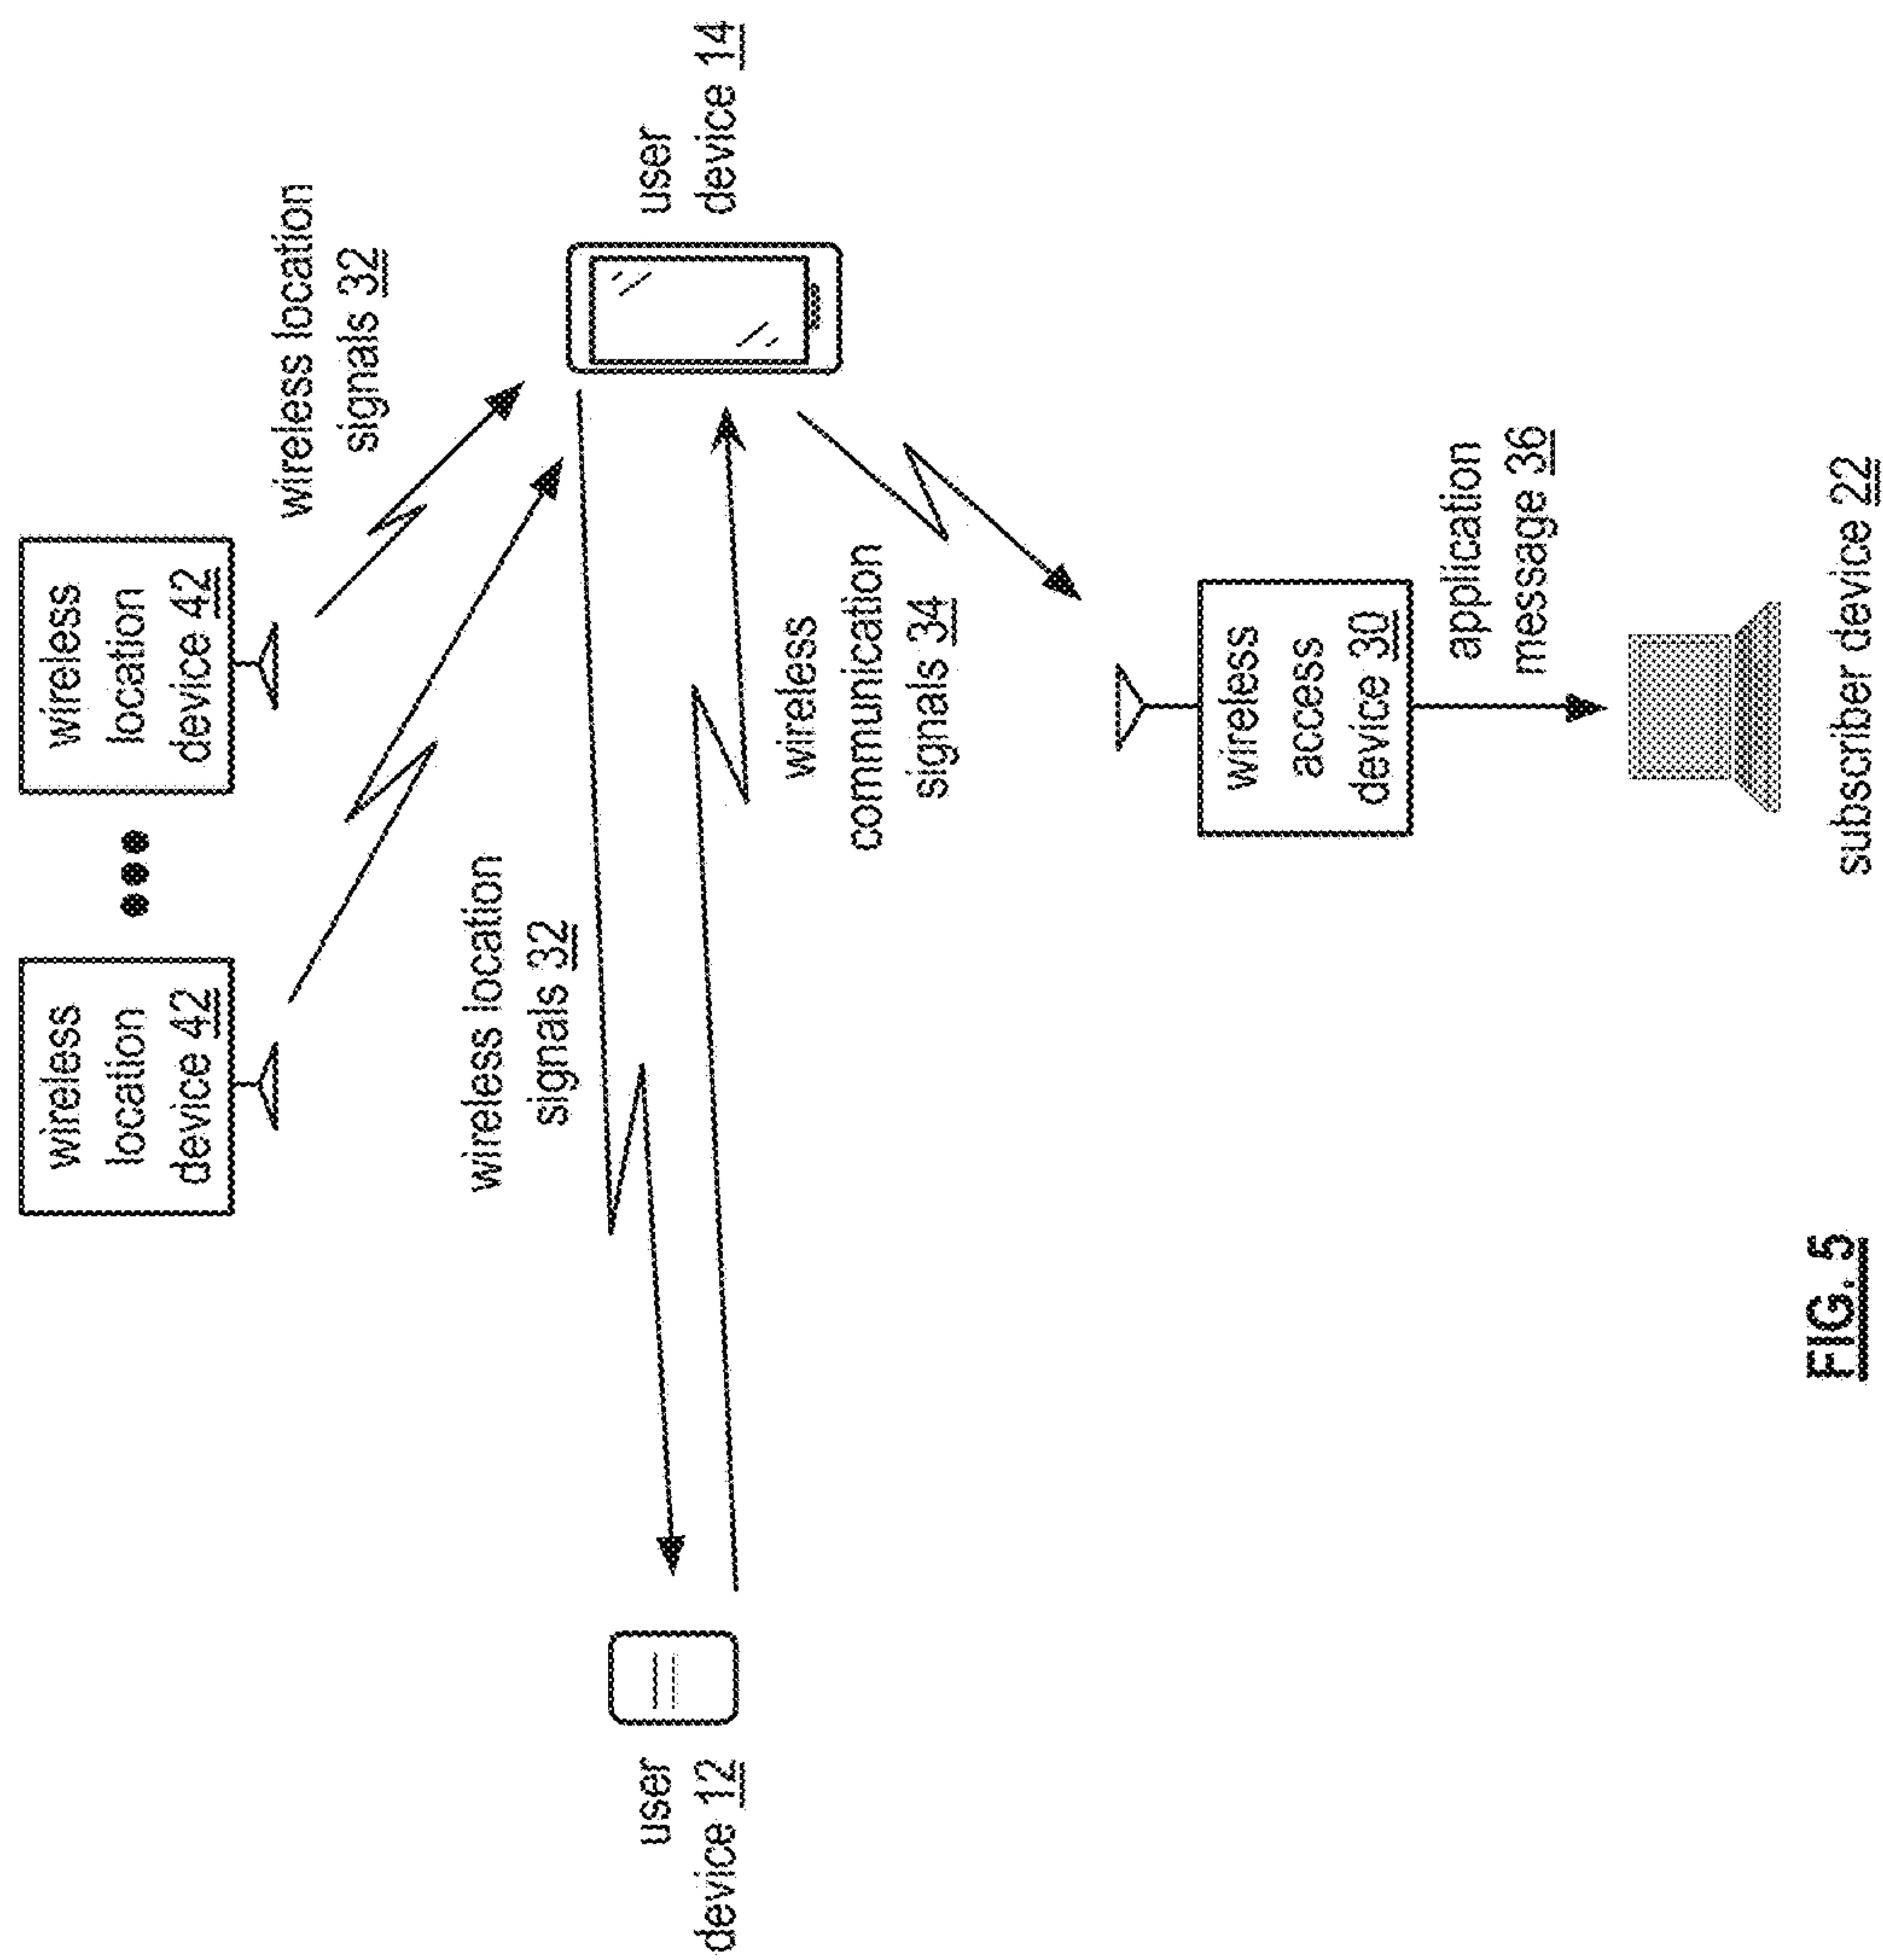 wireless
location
device 42
wireless
location
device 42
wireless location
signals 32
wireless location
signals 32
user
device 12
user
device 14
wireless
communication
signals 34
wireless
access
device 30
application
message 36
subscriber device 22
FIG. 5